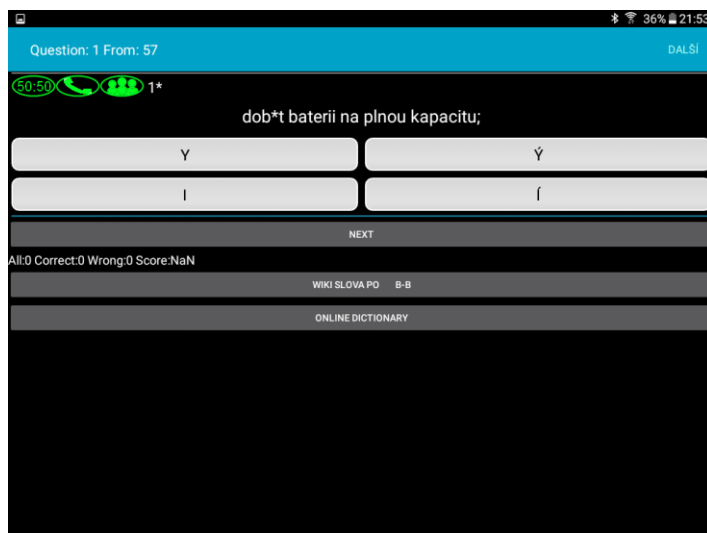 36% 21:53
Question: 1 From: 57 DALŠÍ
50:50 1*
dob*t baterii na plnou kapacitu;
Y Ý
I Í
NEXT
All:0 Correct:0 Wrong:0 Score:NaN
WIKI SLOVA PO B-B
ONLINE DICTIONARY